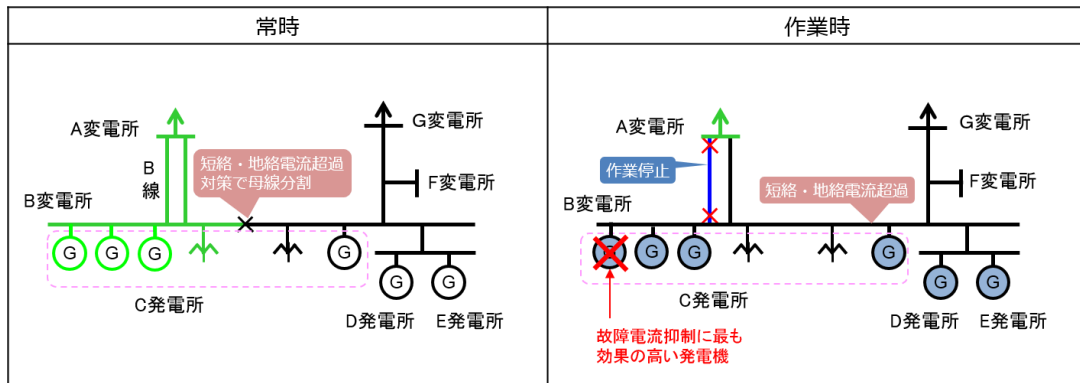 常時
作業時
A変電所
G変電所
B
線
短絡・地絡電流超過
対策で母線分割
F変電所
B変電所
G
G
G
G
C発電所
G
G
D発電所
E発電所
A変電所
G変電所
作業停止
短絡・地絡電流超過
F変電所
B変電所
G
G
G
G
C発電所
G
G
D発電所
E発電所
故障電流抑制に最も
効果の高い発電機